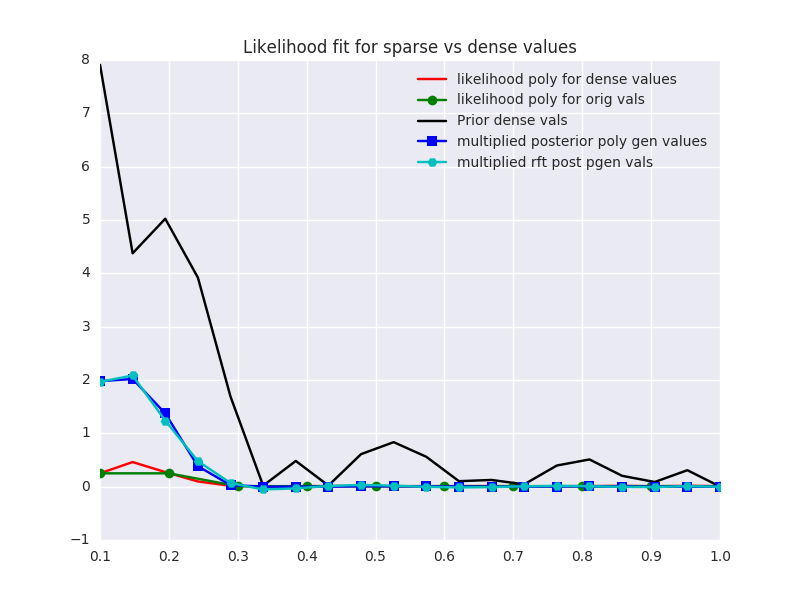 Likelihood fit for sparse vs dense values
likelihood poly for dense values
likelihood poly for orig vals
Prior dense vals
multiplied posterior poly gen values
multiplied rft post pgen vals
8
7
6
5
4
3
2
1
0
−1
0.1 0.2 0.3 0.4 0.5 0.6 0.7 0.8 0.9 1.0